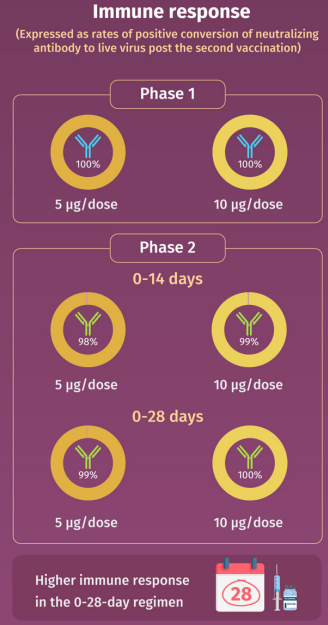 Immune response
(Expressed as rates of positive conversion of neutralizing
antibody to live virus post the second vaccination)
Phase 1
100%
100%
5 µg/dose
10 µg/dose
Phase 2
0-14 days
98%
99%
5 µg/dose
10 µg/dose
0-28 days
99%
100%
5 µg/dose
10 µg/dose
Higher immune response
in the 0-28-day regimen
28